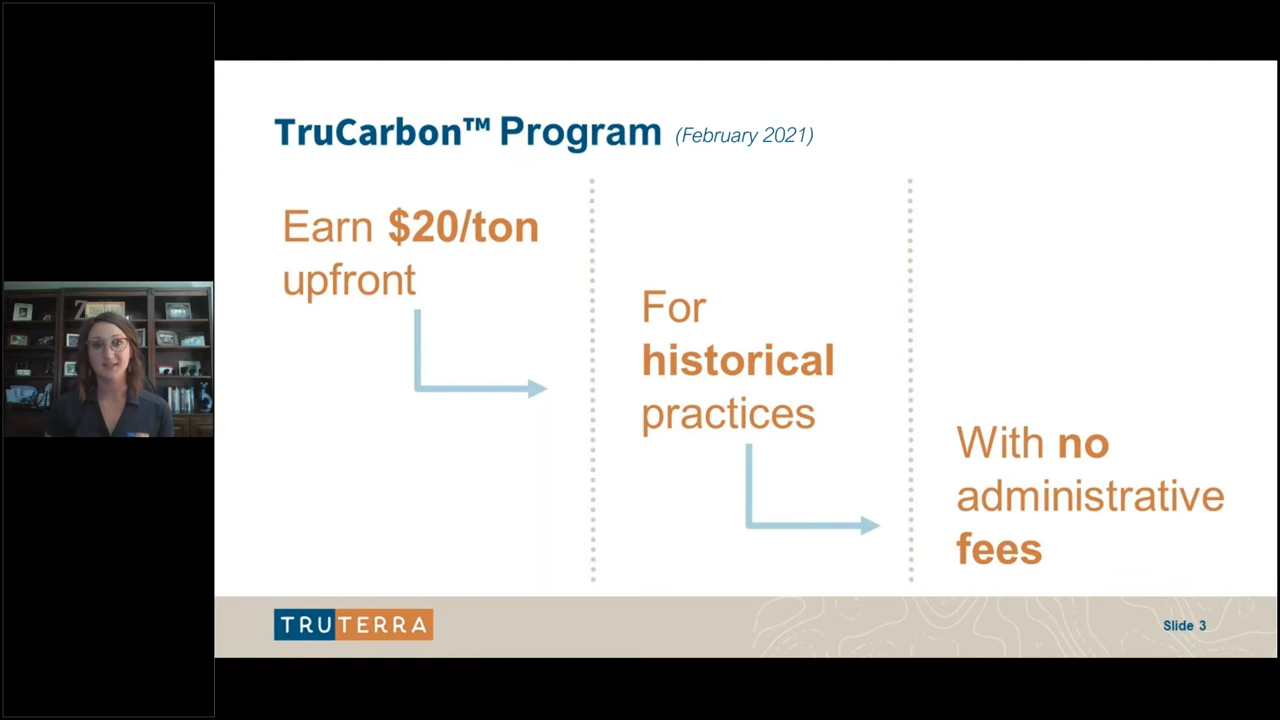 TruCarbon™ Program (February 2021)
Earn $20/ton
upfront
For
historical
practices
With no
administrative
fees
TRUTERRA
Slide 3